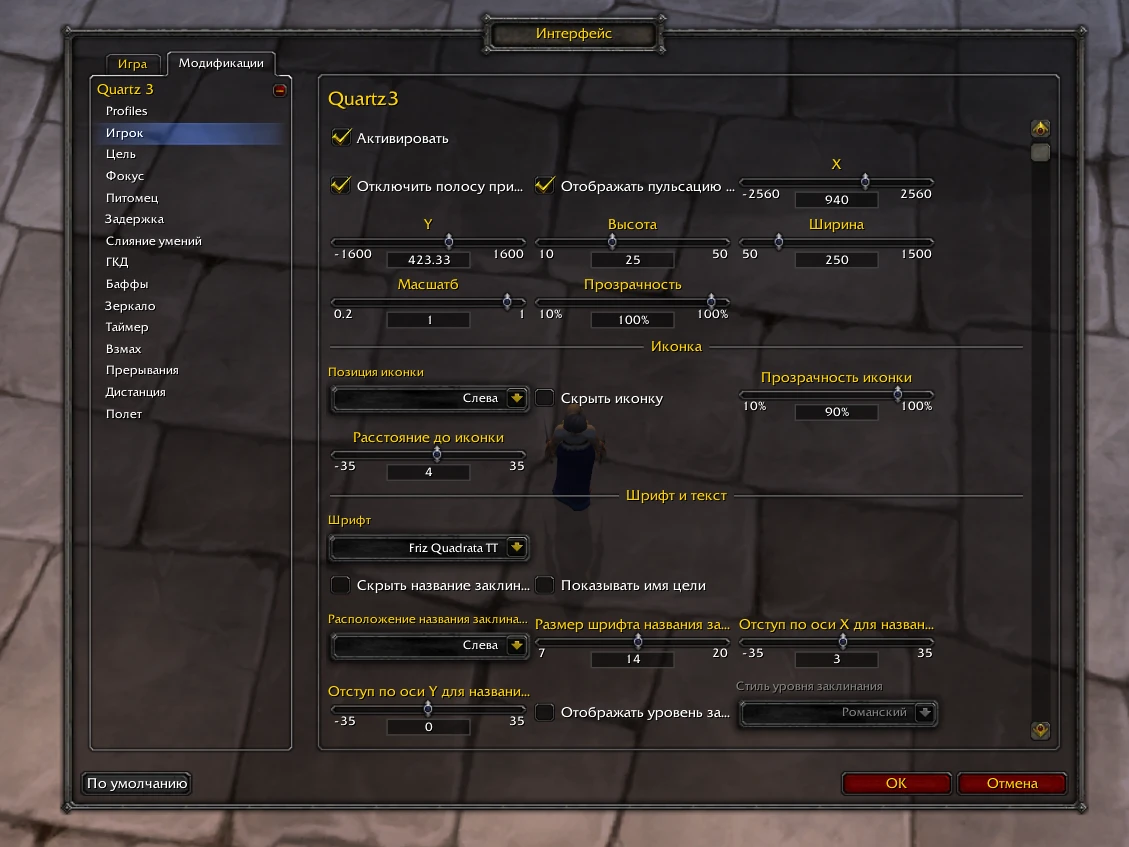 Интерфейс
Игра
Модификации
Quartz 3
Profiles
Игрок
Цель
Фокус
Питомец
Задержка
Слияние умений
ГКД
Баффы
Зеркало
Таймер
Взмах
Прерывания
Дистанция
Полет
Quartz3
Активировать
X
Отключить полосу при...
Отображать пульсацию ...
-2560 940 2560
Y
Высота
Ширина
-1600 423.33 1600
10 25 50
50 250 1500
Масштаб
Прозрачность
0.2 1 1
10% 100% 100%
Иконка
Позиция иконки
Прозрачность иконки
Слева
Скрыть иконку
10% 90% 100%
Расстояние до иконки
-35 4 35
Шрифт и текст
Шрифт
Friz Quadrata TT
Скрыть название заклин...
Показывать имя цели
Расположение названия заклина...
Размер шрифта названия за...
Отступ по оси X для назван...
Слева
7 14 20
-35 3 35
Отступ по оси Y для названи...
Стиль уровня заклинания
-35 0 35
Отображать уровень за...
Романский
По умолчанию
ОК
Отмена